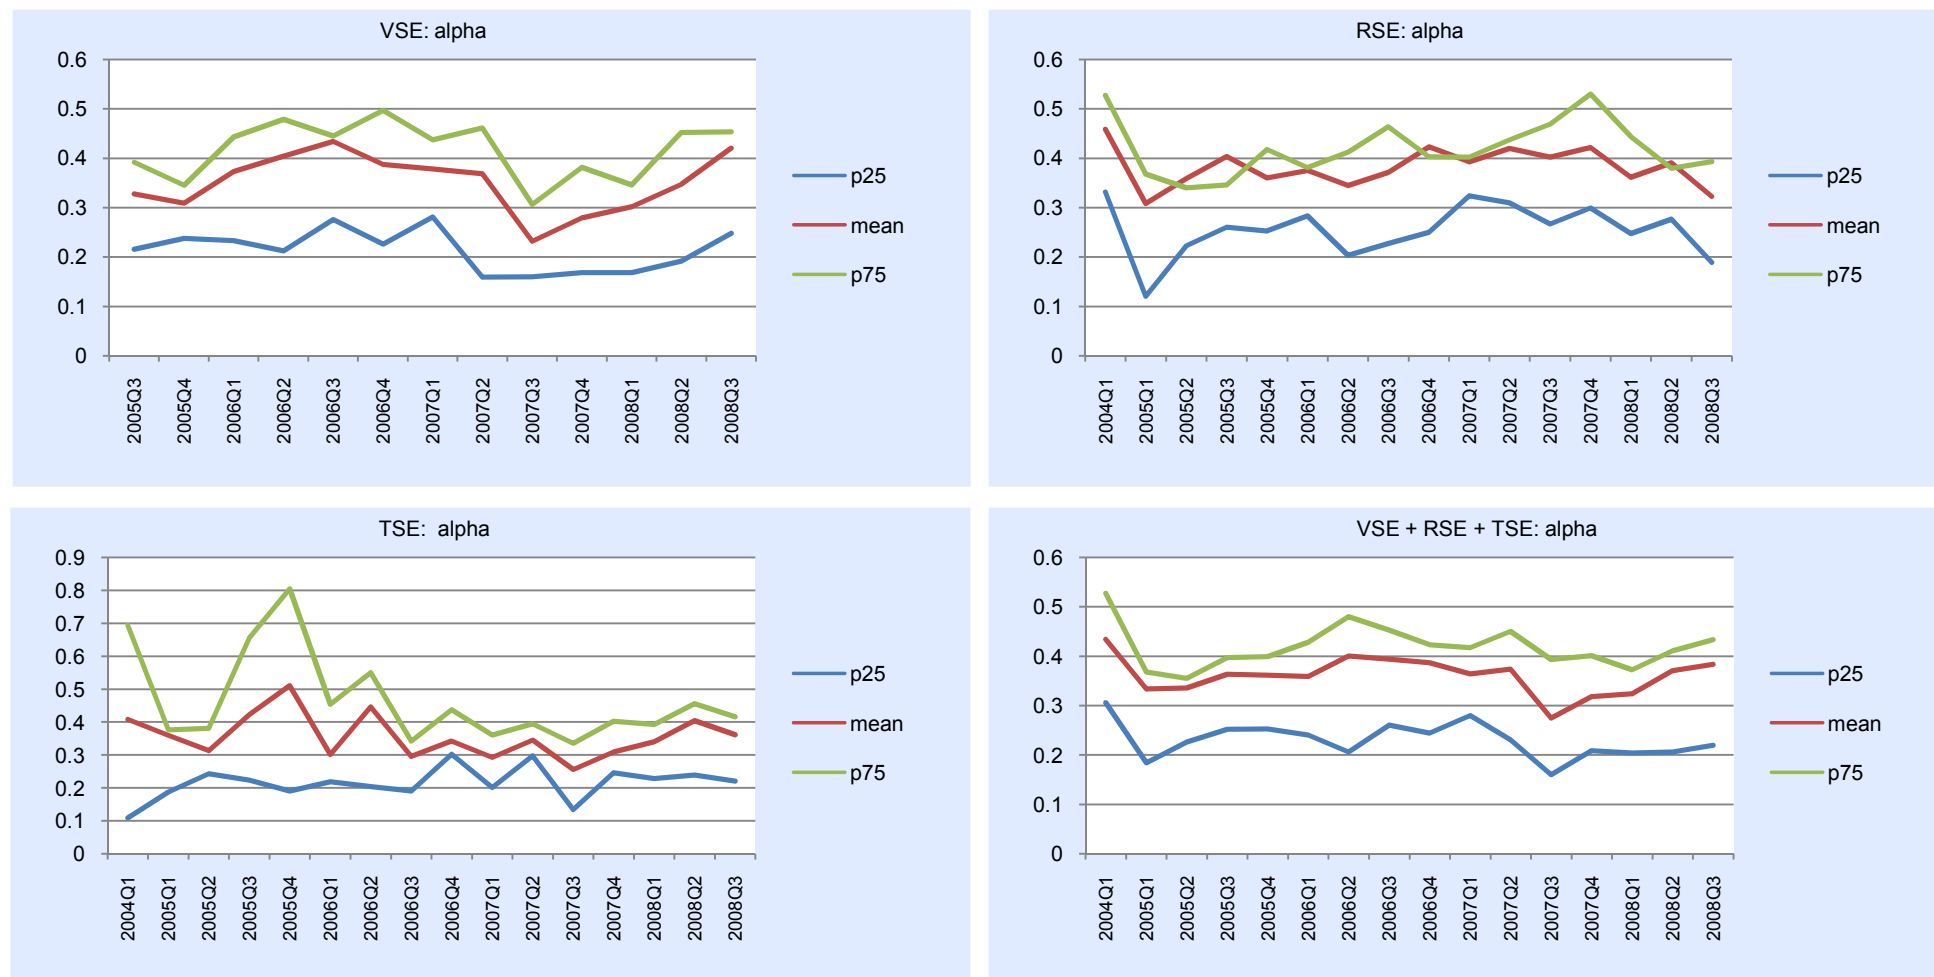 VSE: alpha
0.6
0.5
0.4
0.3
0.2
0.1
0
2005Q3
2005Q4
2006Q1
2006Q2
2006Q3
2006Q4
2007Q1
2007Q2
2007Q3
2007Q4
2008Q1
2008Q2
2008Q3
p25
mean
p75
RSE: alpha
0.6
0.5
0.4
0.3
0.2
0.1
0
2004Q1
2005Q1
2005Q2
2005Q3
2005Q4
2006Q1
2006Q2
2006Q3
2006Q4
2007Q1
2007Q2
2007Q3
2007Q4
2008Q1
2008Q2
2008Q3
p25
mean
p75
TSE: alpha
0.9
0.8
0.7
0.6
0.5
0.4
0.3
0.2
0.1
0
2004Q1
2005Q1
2005Q2
2005Q3
2005Q4
2006Q1
2006Q2
2006Q3
2006Q4
2007Q1
2007Q2
2007Q3
2007Q4
2008Q1
2008Q2
2008Q3
p25
mean
p75
VSE + RSE + TSE: alpha
0.6
0.5
0.4
0.3
0.2
0.1
0
2004Q1
2005Q1
2005Q2
2005Q3
2005Q4
2006Q1
2006Q2
2006Q3
2006Q4
2007Q1
2007Q2
2007Q3
2007Q4
2008Q1
2008Q2
2008Q3
p25
mean
p75